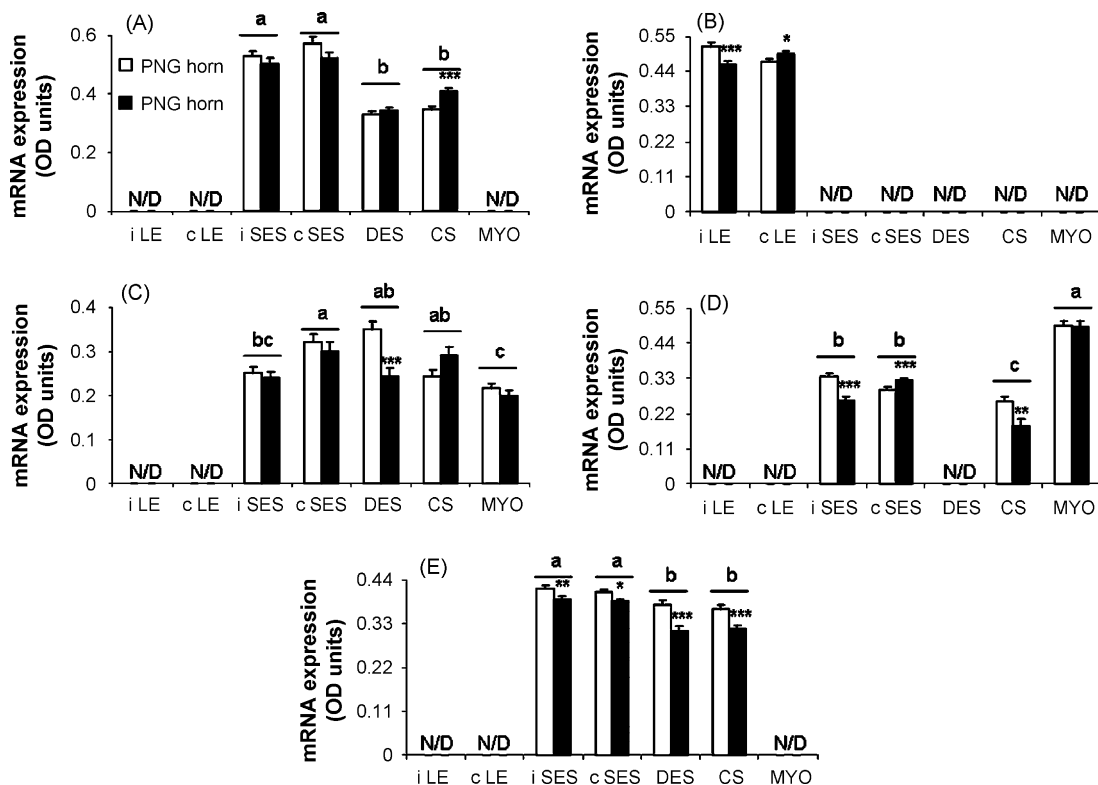 (A)
mRNA expression
(OD units)
0.6
0.4
0.2
0
PNG horn
PNG horn
a a b b
***
N/D N/D N/D
i LE c LE i SES c SES DES CS MYO
(B)
mRNA expression
(OD units)
0.55
0.44
0.33
0.22
0.11
0
*** *
N/D N/D N/D N/D N/D
i LE c LE i SES c SES DES CS MYO
(C)
mRNA expression
(OD units)
0.4
0.3
0.2
0.1
0
bc a ab ab c
***
N/D N/D
i LE c LE i SES c SES DES CS MYO
(D)
mRNA expression
(OD units)
0.55
0.44
0.33
0.22
0.11
0
b b c a
*** *** **
N/D N/D N/D
i LE c LE i SES c SES DES CS MYO
(E)
mRNA expression
(OD units)
0.44
0.33
0.22
0.11
0
a a b b
** * *** ***
N/D N/D N/D
i LE c LE i SES c SES DES CS MYO